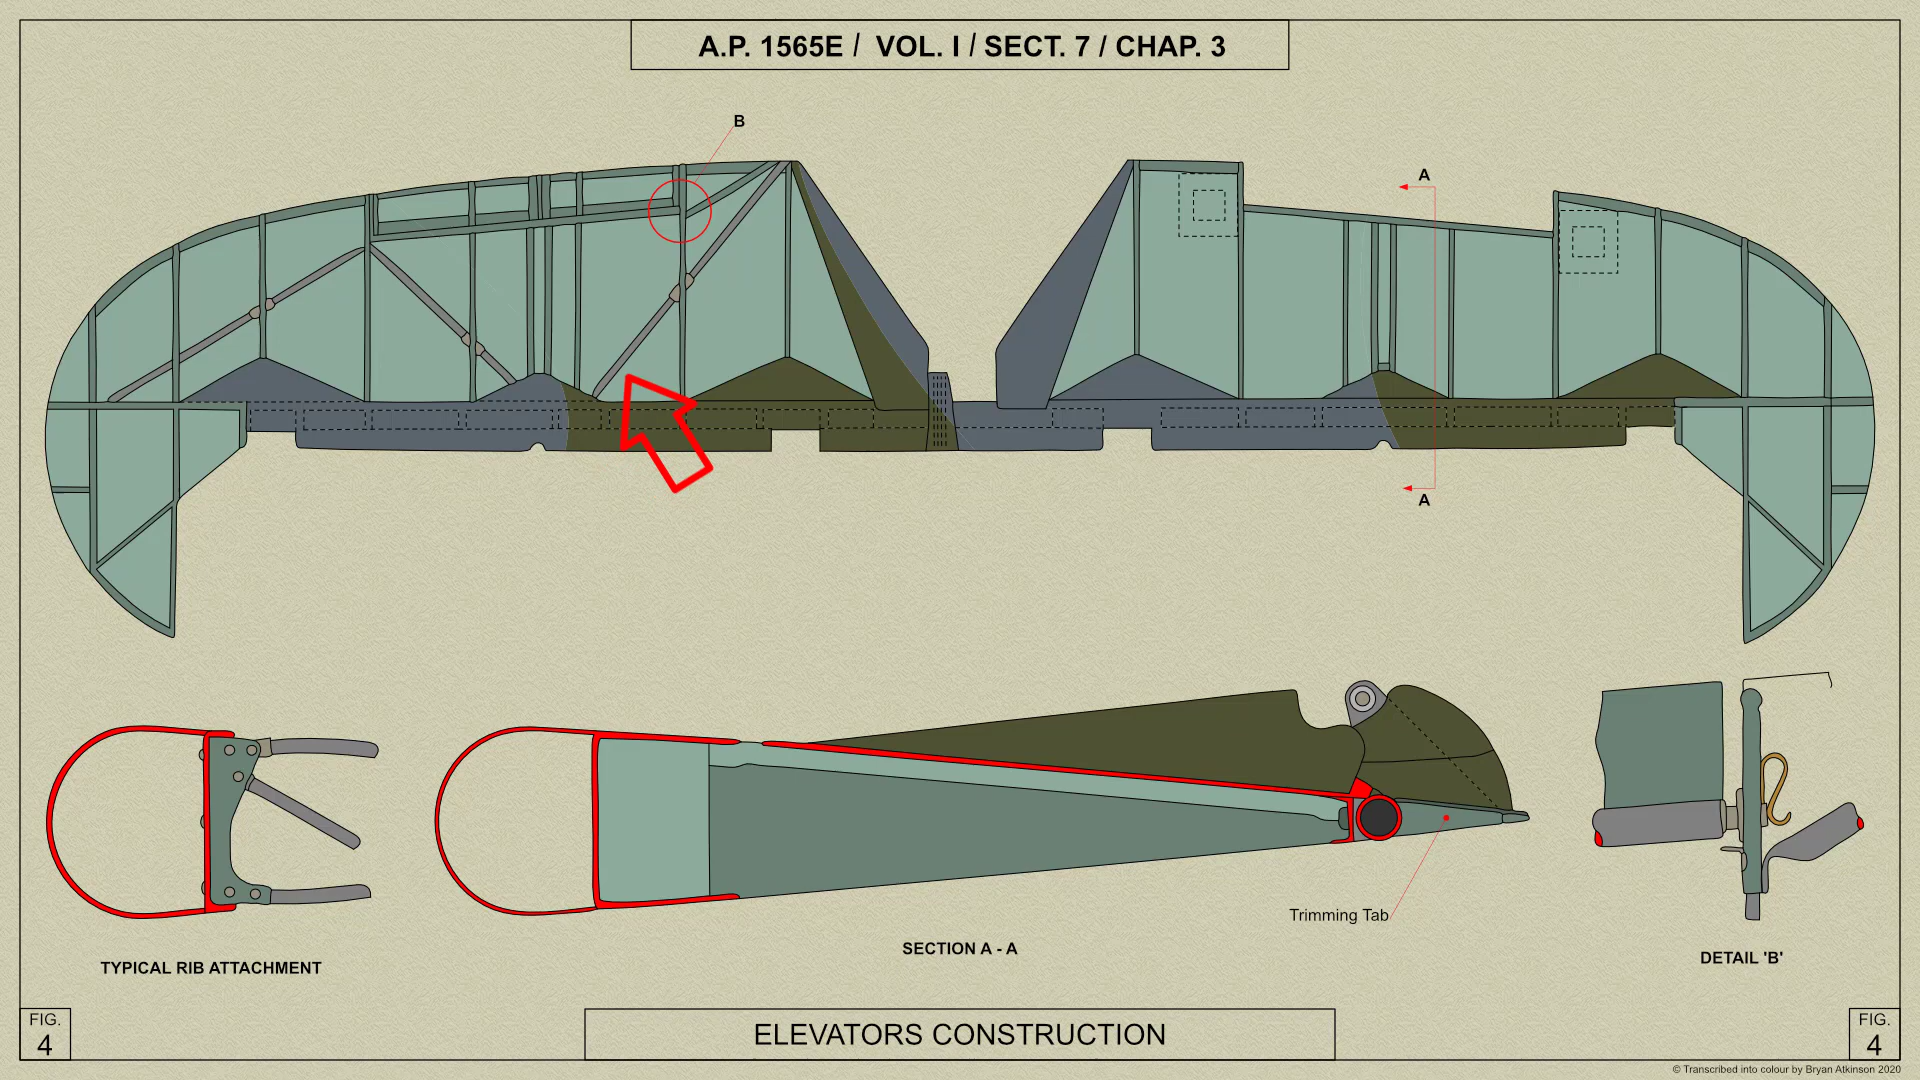 A.P. 1565E / VOL. I / SECT. 7 / CHAP. 3
B
A
A
Trimming Tab
TYPICAL RIB ATTACHMENT
SECTION A - A
DETAIL 'B'
FIG.
4
ELEVATORS CONSTRUCTION
FIG.
4
© Transcribed into colour by Bryan Atkinson 2020